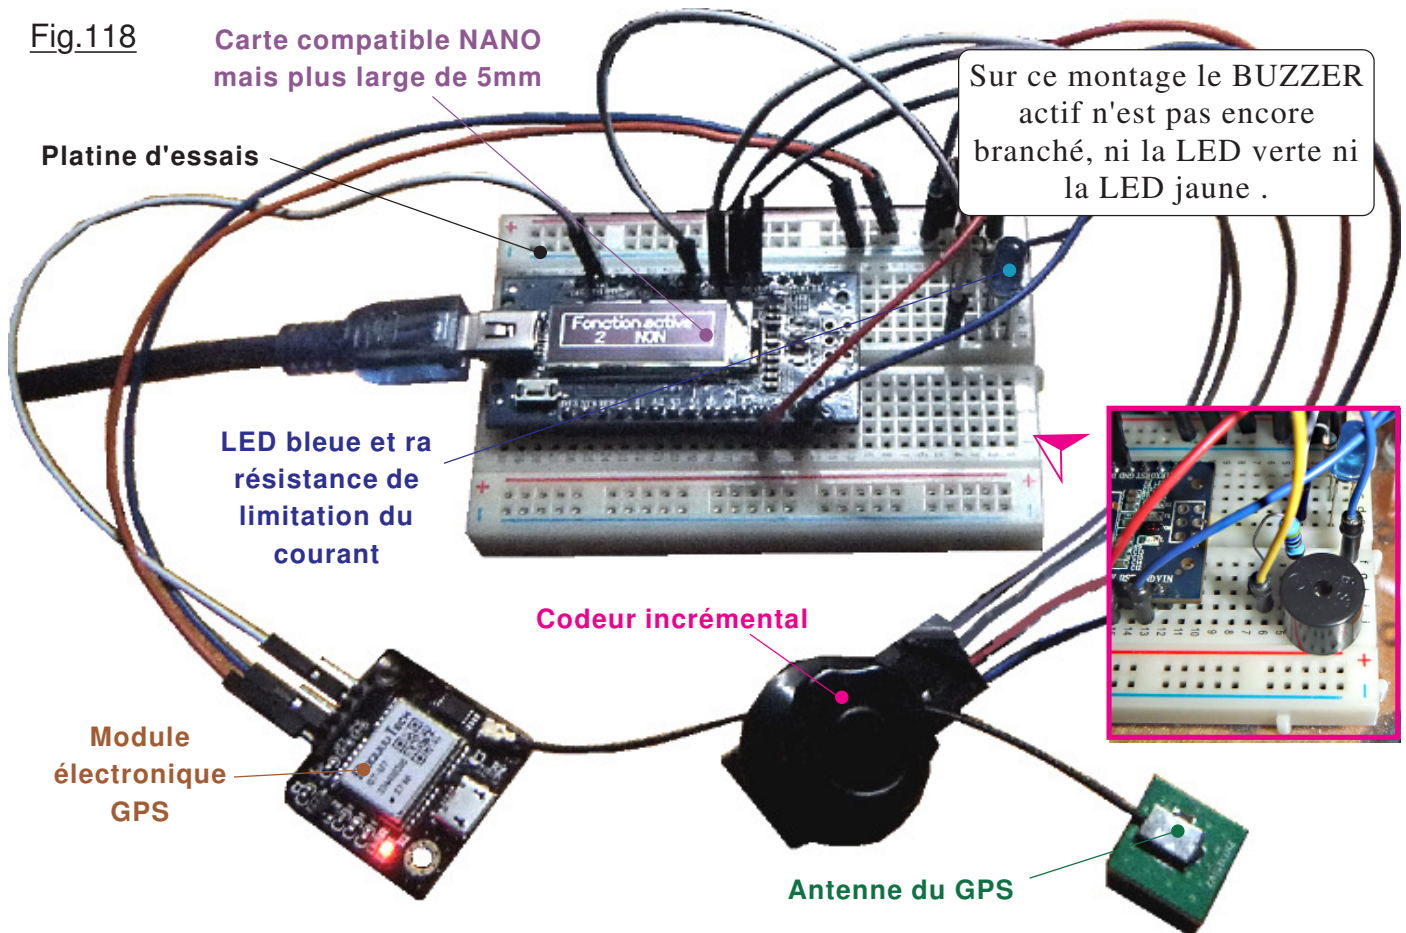 Fig.118
Carte compatible NANO
mais plus large de 5mm
Sur ce montage le BUZZER
actif n'est pas encore
branché, ni la LED verte ni
la LED jaune .
Platine d'essais
Fonction active
2 NON
LED bleue et ra
résistance de
limitation du
courant
Codeur incrémental
Module
électronique
GPS
Antenne du GPS